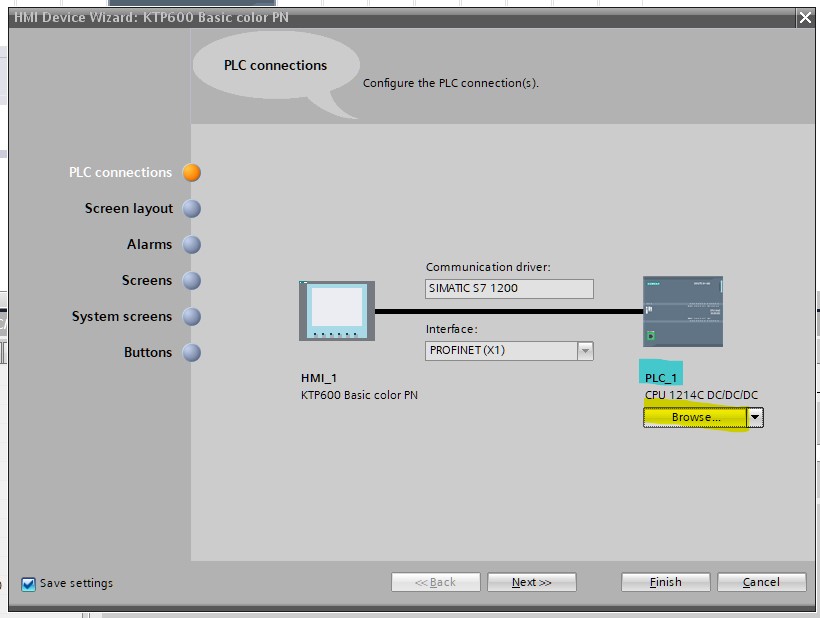 HMI Device Wizard: KTP600 Basic color PN
PLC connections
Configure the PLC connection(s).
PLC connections
Screen layout
Alarms
Screens
System screens
Buttons
Communication driver:
SIMATIC S7 1200
Interface:
PROFINET (X1)
HMI_1
KTP600 Basic color PN
PLC_1
CPU 1214C DC/DC/DC
Browse...
Save settings
<<Back
Next>>
Finish
Cancel